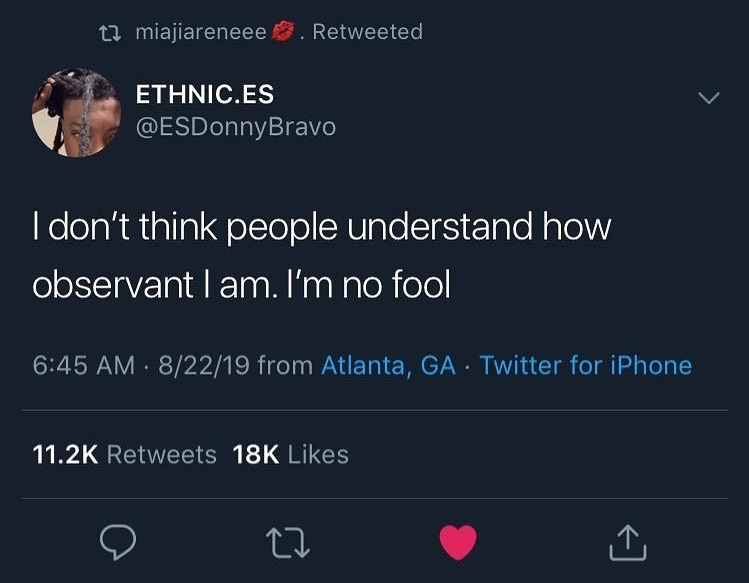 miajiareneee💋. Retweeted
ETHNIC.ES
@ESDonnyBravo
I don't think people understand how
observant I am. I'm no fool
6:45 AM · 8/22/19 from Atlanta, GA · Twitter for iPhone
11.2K Retweets 18K Likes